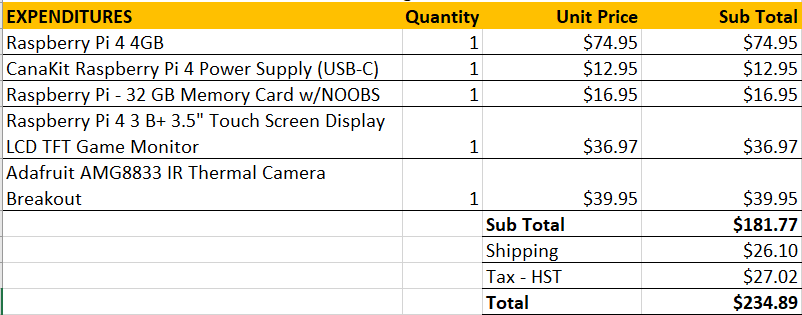 EXPENDITURES Quantity Unit Price Sub Total
Raspberry Pi 4 4GB 1 $74.95 $74.95
CanaKit Raspberry Pi 4 Power Supply (USB-C) 1 $12.95 $12.95
Raspberry Pi - 32 GB Memory Card w/NOOBS 1 $16.95 $16.95
Raspberry Pi 4 3 B+ 3.5" Touch Screen Display
LCD TFT Game Monitor 1 $36.97 $36.97
Adafruit AMG8833 IR Thermal Camera
Breakout 1 $39.95 $39.95
Sub Total $181.77
Shipping $26.10
Tax - HST $27.02
Total $234.89